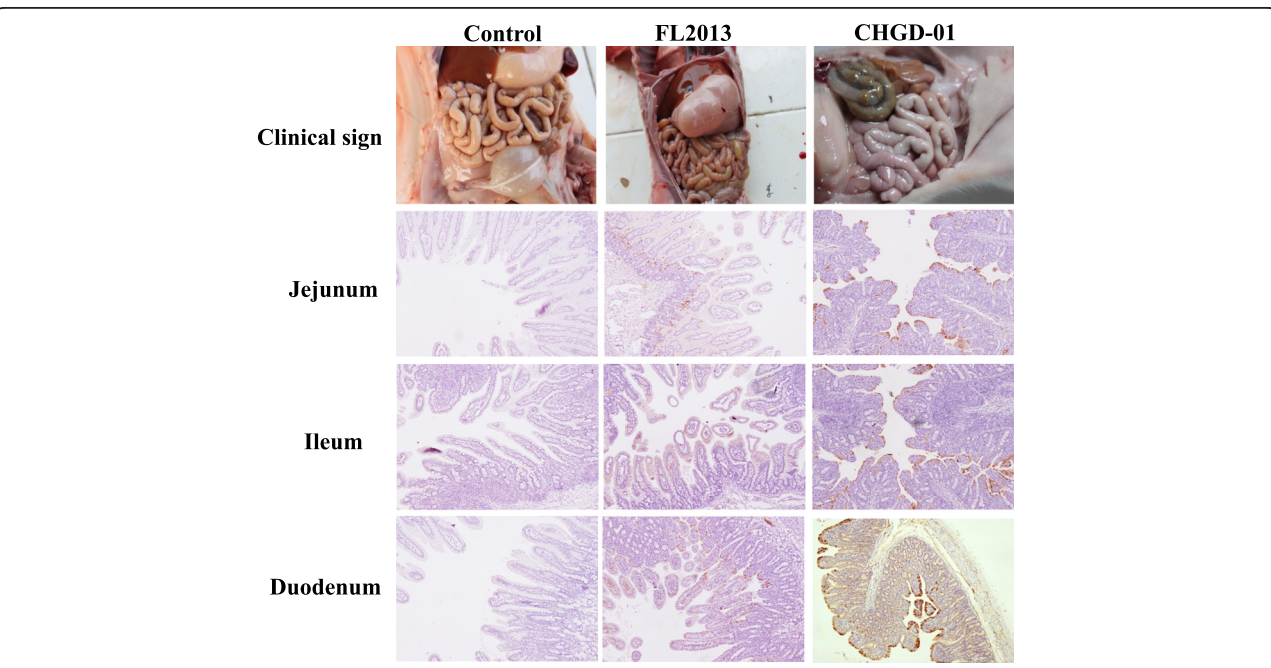 Control FL2013 CHGD-01
Clinical sign
Jejunum
Ileum
Duodenum